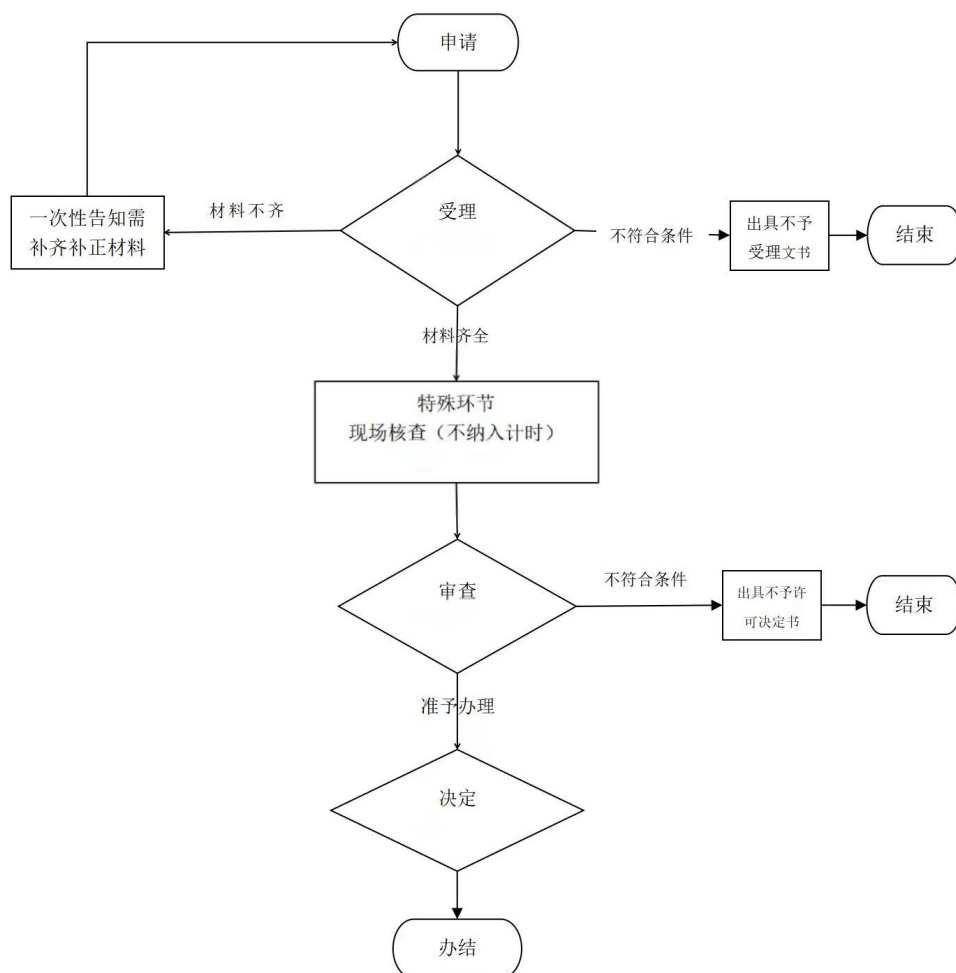 申请
受理
材料不齐
一次性告知需
补齐补正材料
不符合条件
出具不予
受理文书
结束
材料齐全
特殊环节
现场核查（不纳入计时）
审查
不符合条件
出具不予许
可决定书
结束
准予办理
决定
办结